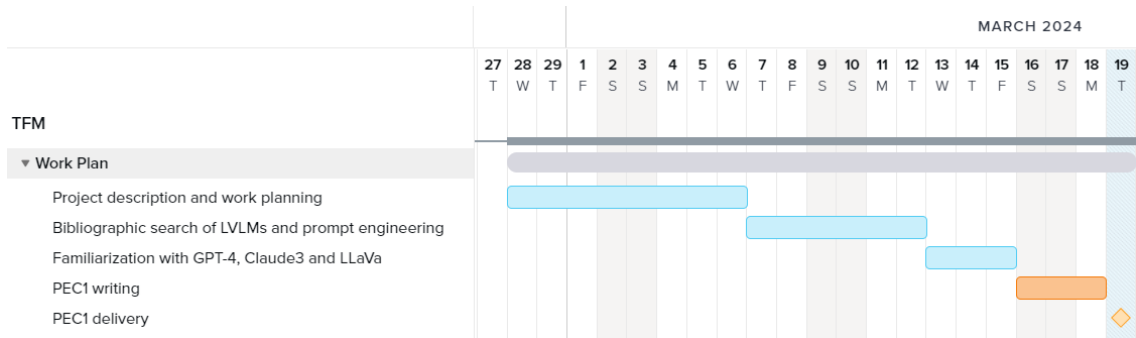 MARCH 2024
27 28 29 1 2 3 4 5 6 7 8 9 10 11 12 13 14 15 16 17 18 19
T W T F S S M T W T F S S M T W T F S S M T
TFM
Work Plan
Project description and work planning
Bibliographic search of LVLMs and prompt engineering
Familiarization with GPT-4, Claude3 and LLaVa
PEC1 writing
PEC1 delivery